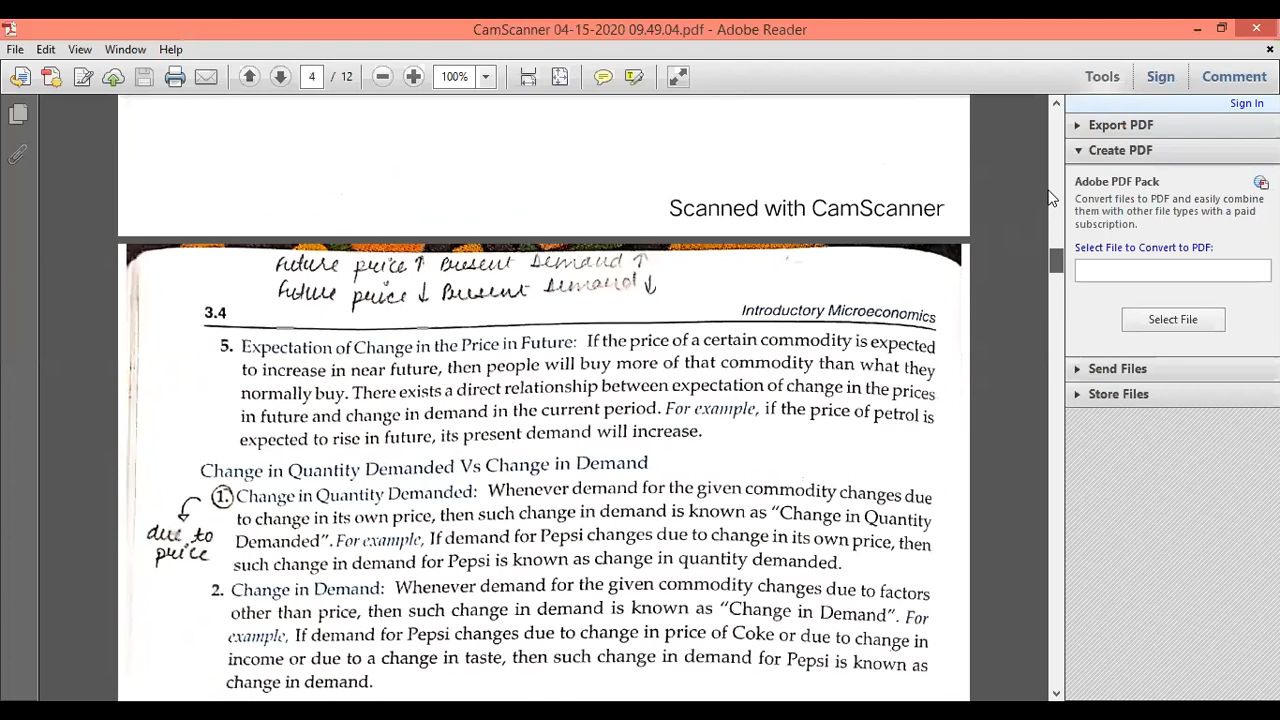 CamScanner 04-15-2020 09.49.04.pdf - Adobe Reader
File Edit View Window Help
4 / 12 100% Tools Sign Comment
Sign In
Export PDF
Create PDF
Adobe PDF Pack
Convert files to PDF and easily combine
them with other file types with a paid
subscription.
Select File to Convert to PDF:
Select File
Send Files
Store Files
Scanned with CamScanner
Future price ↑ Present Demand ↑
Future price ↓ Present Demand ↓
3.4 Introductory Microeconomics
5. Expectation of Change in the Price in Future: If the price of a certain commodity is expected
to increase in near future, then people will buy more of that commodity than what they
normally buy. There exists a direct relationship between expectation of change in the prices
in future and change in demand in the current period. For example, if the price of petrol is
expected to rise in future, its present demand will increase.
Change in Quantity Demanded Vs Change in Demand
1. Change in Quantity Demanded: Whenever demand for the given commodity changes due
to change in its own price, then such change in demand is known as “Change in Quantity
Demanded”. For example, If demand for Pepsi changes due to change in its own price, then
such change in demand for Pepsi is known as change in quantity demanded.
due to
price
2. Change in Demand: Whenever demand for the given commodity changes due to factors
other than price, then such change in demand is known as “Change in Demand”. For
example, If demand for Pepsi changes due to change in price of Coke or due to change in
income or due to a change in taste, then such change in demand for Pepsi is known as
change in demand.